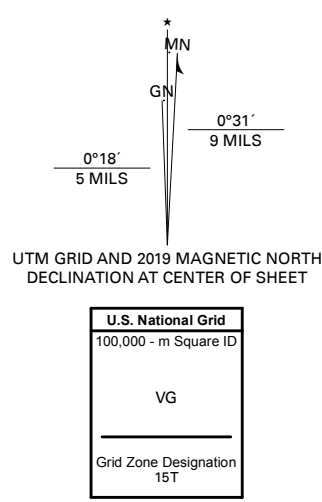 ★
MN
GN
0°31´
9 MILS
0°18´
5 MILS
UTM GRID AND 2019 MAGNETIC NORTH
DECLINATION AT CENTER OF SHEET
U.S. National Grid
100,000 - m Square ID
VG
Grid Zone Designation
15T